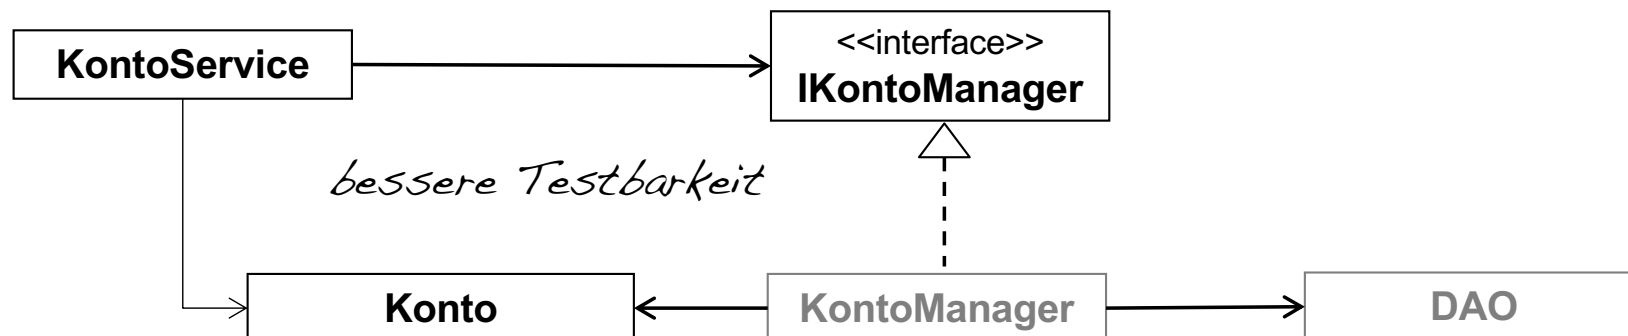 KontoService
<<interface>>
IKontoManager
bessere Testbarkeit
Konto
KontoManager
DAO